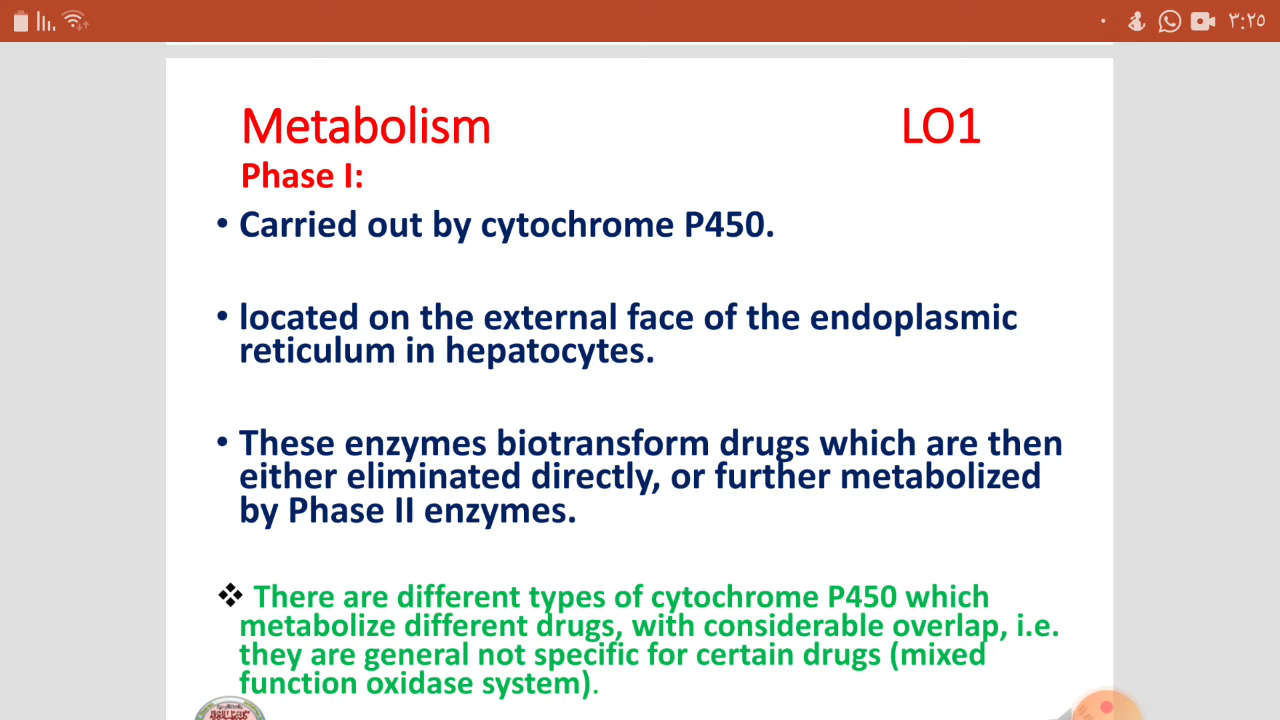 ٣:٢٥
Metabolism LO1
Phase I:
• Carried out by cytochrome P450.
• located on the external face of the endoplasmic
reticulum in hepatocytes.
• These enzymes biotransform drugs which are then
either eliminated directly, or further metabolized
by Phase II enzymes.
❖ There are different types of cytochrome P450 which
metabolize different drugs, with considerable overlap, i.e.
they are general not specific for certain drugs (mixed
function oxidase system).